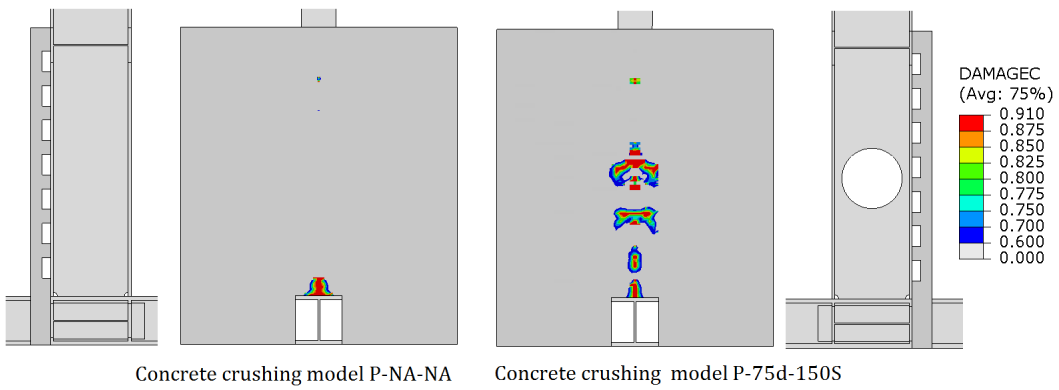 DAMAGEC
(Avg: 75%)
0.910
0.875
0.850
0.825
0.800
0.775
0.750
0.700
0.600
0.000
Concrete crushing model P-NA-NA
Concrete crushing  model P-75d-150S